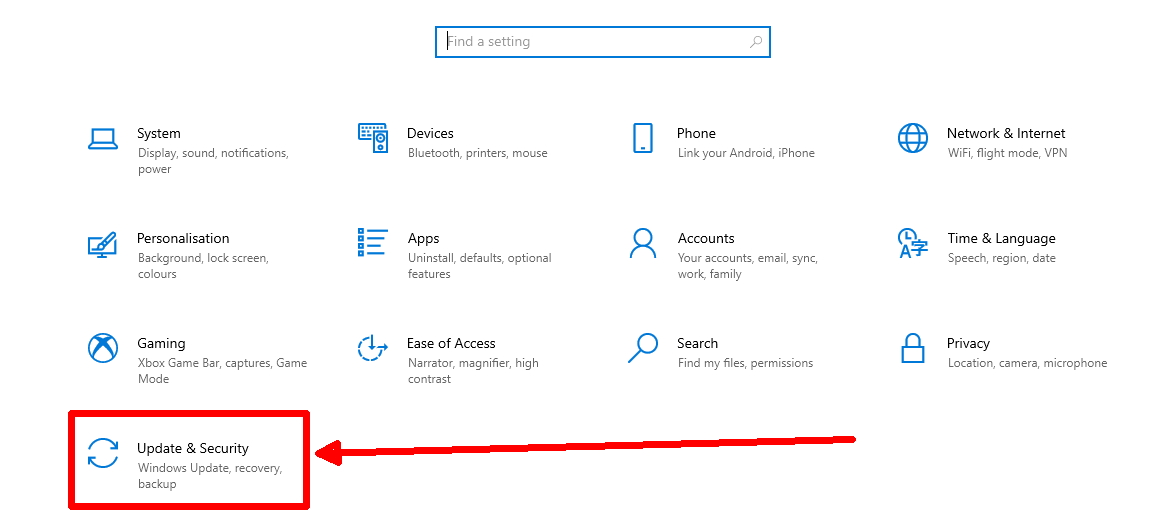 Find a setting
System
Display, sound, notifications,
power
Devices
Bluetooth, printers, mouse
Phone
Link your Android, iPhone
Network & Internet
WiFi, flight mode, VPN
Personalisation
Background, lock screen,
colours
Apps
Uninstall, defaults, optional
features
Accounts
Your accounts, email, sync,
work, family
Time & Language
Speech, region, date
Gaming
Xbox Game Bar, captures, Game
Mode
Ease of Access
Narrator, magnifier, high
contrast
Search
Find my files, permissions
Privacy
Location, camera, microphone
Update & Security
Windows Update, recovery,
backup